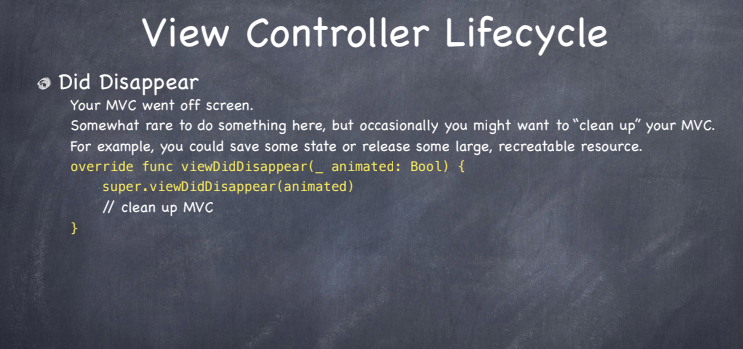 View Controller Lifecycle
Did Disappear
Your MVC went off screen.
Somewhat rare to do something here, but occasionally you might want to “clean up” your MVC.
For example, you could save some state or release some large, recreatable resource.
override func viewDidDisappear(_ animated: Bool) {
    super.viewDidDisappear(animated)
    // clean up MVC
}